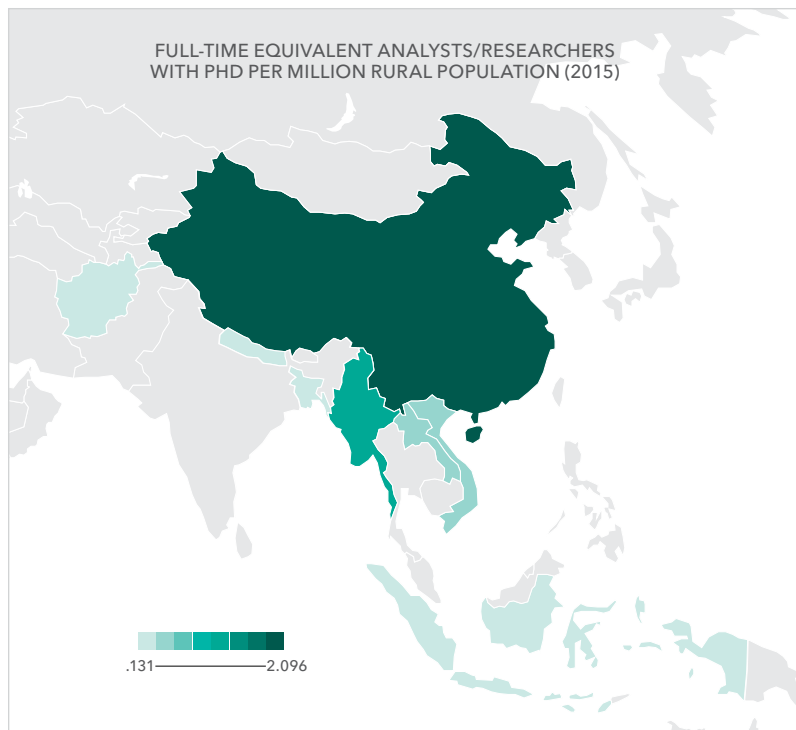 FULL-TIME EQUIVALENT ANALYSTS/RESEARCHERS
WITH PHD PER MILLION RURAL POPULATION (2015)
.131 2.096